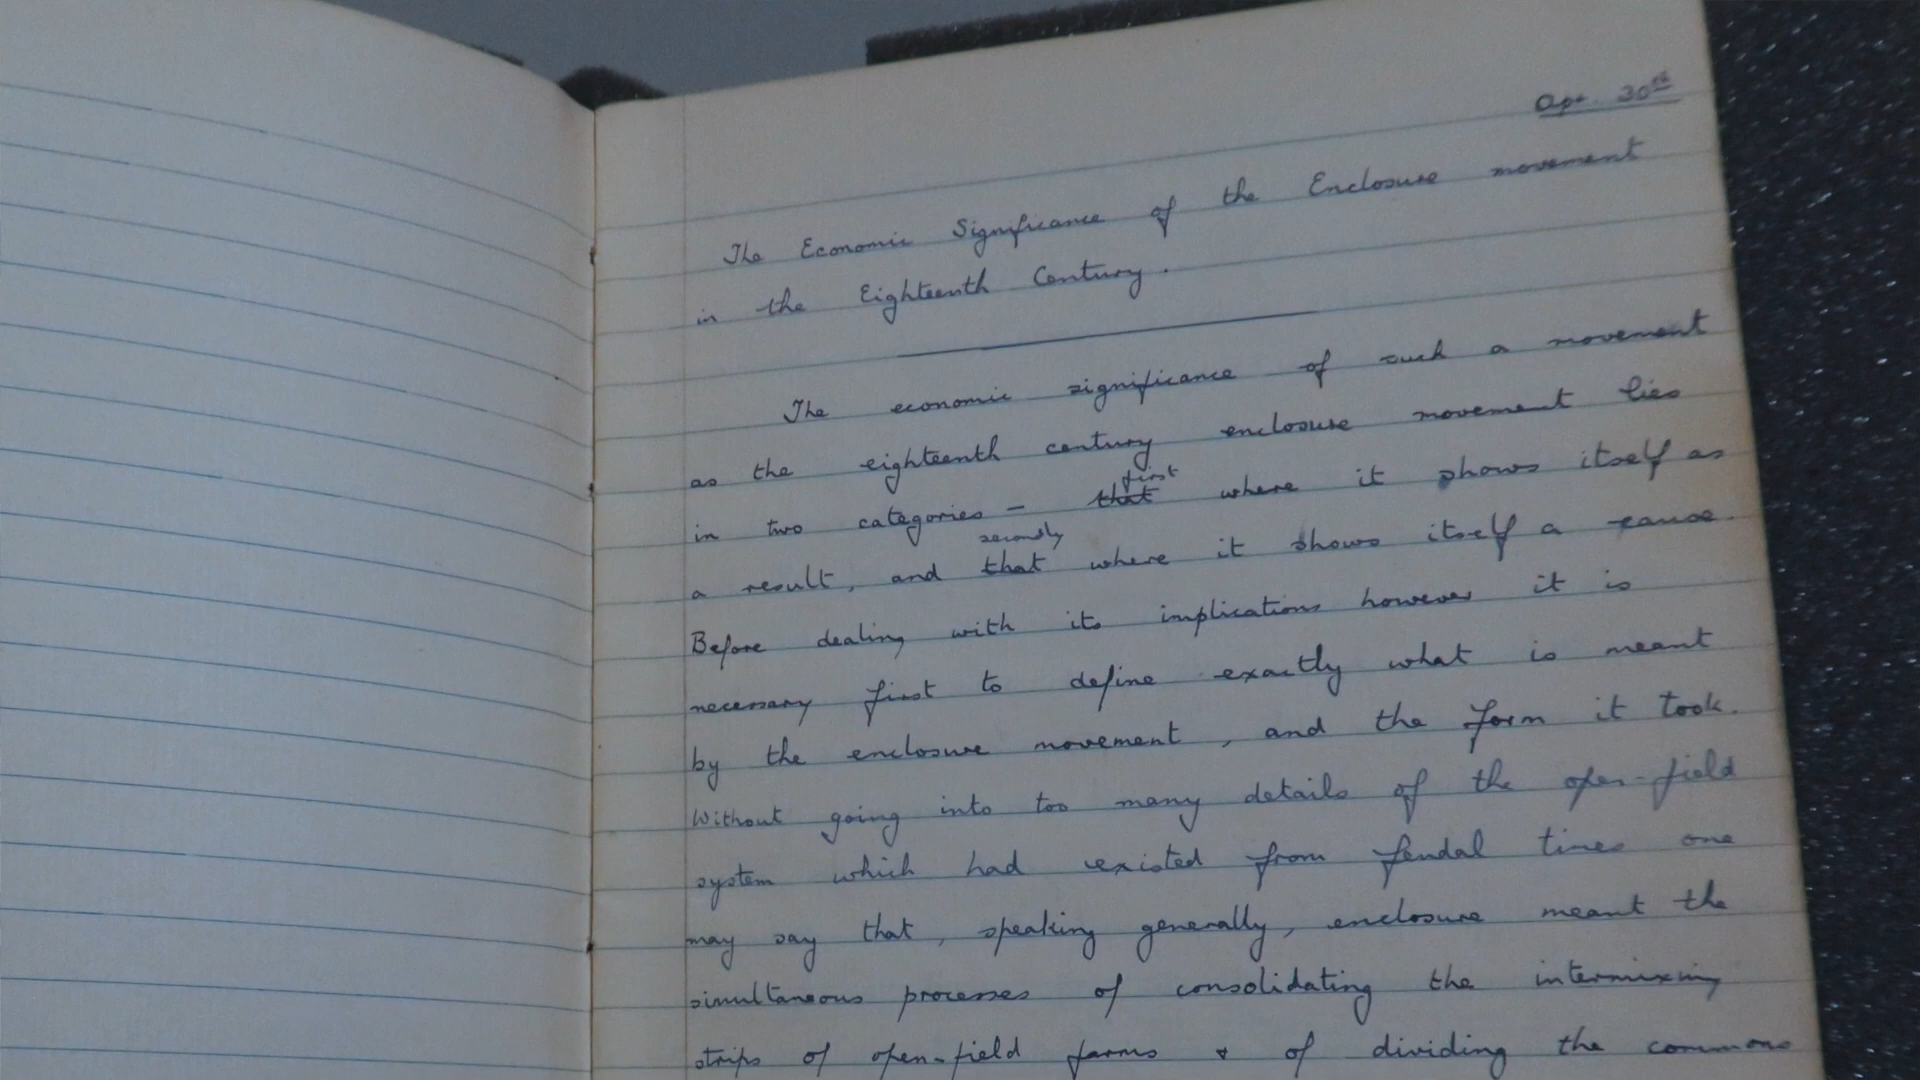 Apr. 30th
The Economic Significance of the Enclosure movement
in the Eighteenth Century.
The economic significance of such a movement
as the eighteenth century enclosure movement lies
first
in two categories – that where it shows itself as
secondly
a result, and that where it shows itself a cause.
Before dealing with its implications however it is
necessary first to define exactly what is meant
by the enclosure movement, and the form it took.
Without going into too many details of the open-field
system which had existed from feudal times one
may say that, speaking generally, enclosure meant the
simultaneous processes of consolidating the intermixing
strips of open-field farms & of dividing the commons